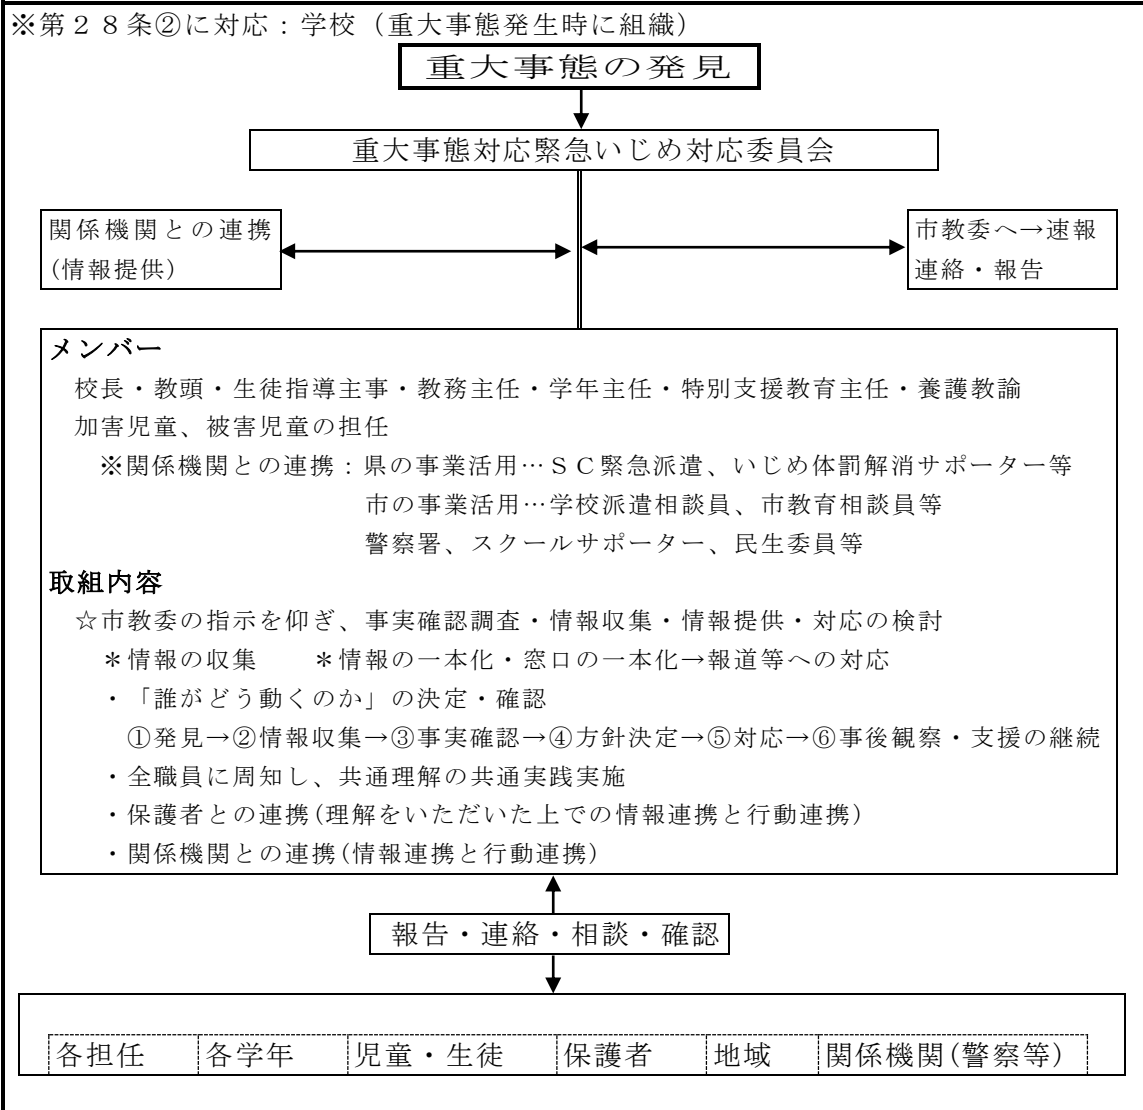 ※第２８条②に対応：学校（重大事態発生時に組織）
重大事態の発見
重大事態対応緊急いじめ対応委員会
関係機関との連携
(情報提供)
市教委へ→速報
連絡・報告
メンバー
校長・教頭・生徒指導主事・教務主任・学年主任・特別支援教育主任・養護教諭
加害児童、被害児童の担任
※関係機関との連携：県の事業活用…ＳＣ緊急派遣、いじめ体罰解消サポーター等
市の事業活用…学校派遣相談員、市教育相談員等
警察署、スクールサポーター、民生委員等
取組内容
☆市教委の指示を仰ぎ、事実確認調査・情報収集・情報提供・対応の検討
＊情報の収集　　＊情報の一本化・窓口の一本化→報道等への対応
・「誰がどう動くのか」の決定・確認
①発見→②情報収集→③事実確認→④方針決定→⑤対応→⑥事後観察・支援の継続
・全職員に周知し、共通理解の共通実践実施
・保護者との連携(理解をいただいた上での情報連携と行動連携)
・関係機関との連携(情報連携と行動連携)
報告・連絡・相談・確認
各担任　各学年　児童・生徒　保護者　地域　関係機関(警察等)